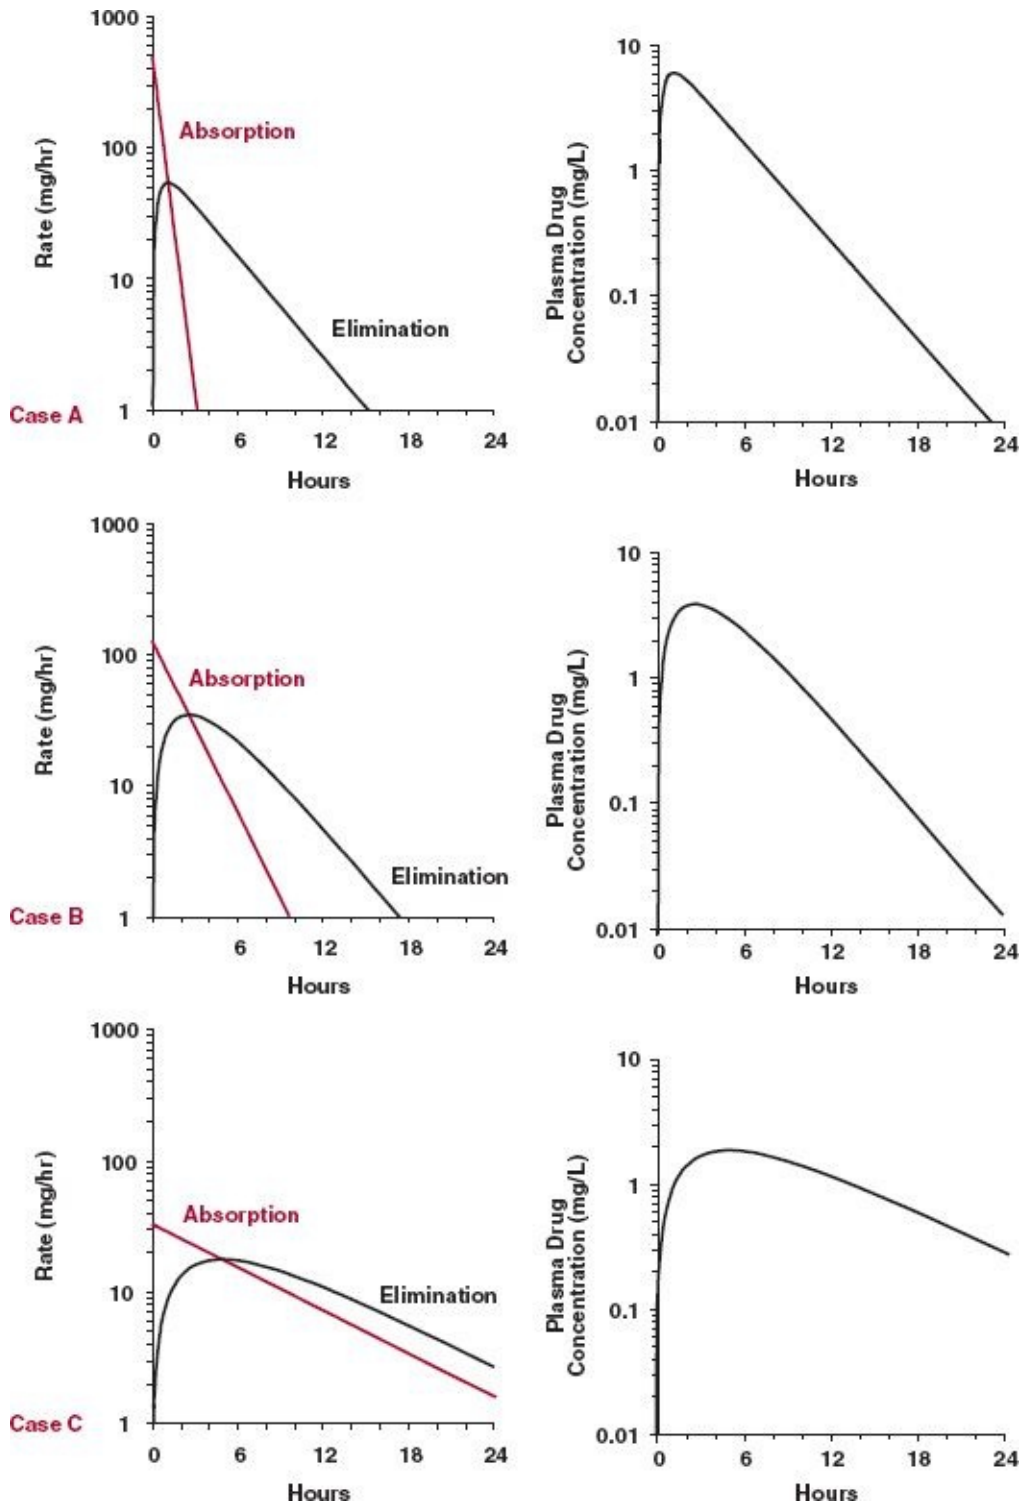 1000
100
10
1
Rate (mg/hr)
Absorption
Elimination
Case A
0 6 12 18 24
Hours
10
1
0.1
0.01
Plasma Drug
Concentration (mg/L)
0 6 12 18 24
Hours
1000
100
10
1
Rate (mg/hr)
Absorption
Elimination
Case B
6 12 18 24
Hours
10
1
0.1
0.01
Plasma Drug
Concentration (mg/L)
0 6 12 18 24
Hours
1000
100
10
1
Rate (mg/hr)
Absorption
Elimination
Case C
0 6 12 18 24
Hours
10
1
0.1
0.01
Plasma Drug
Concentration (mg/L)
0 6 12 18 24
Hours